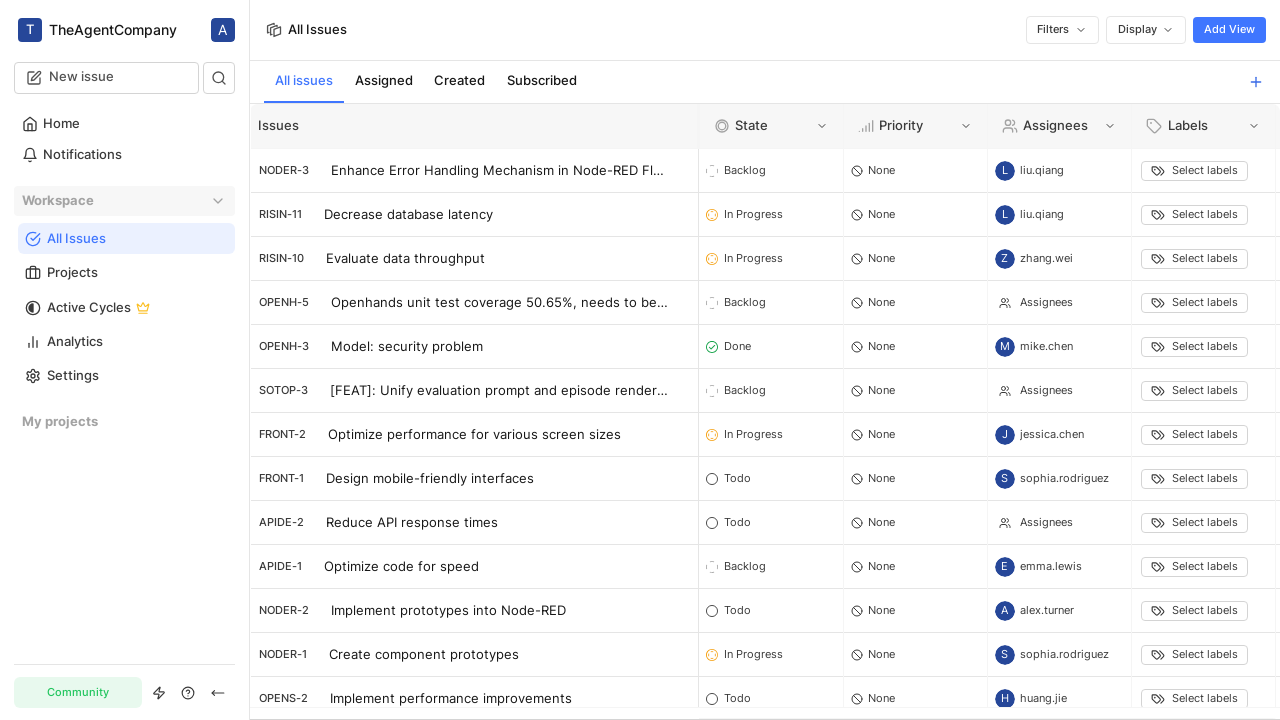 T TheAgentCompany A
New issue
Home
Notifications
Workspace
All Issues
Projects
Active Cycles
Analytics
Settings
My projects
Community
All Issues
Filters Display Add View
All issues Assigned Created Subscribed
Issues State Priority Assignees Labels
NODER-3 Enhance Error Handling Mechanism in Node-RED Fl... Backlog None L liu.qiang Select labels
RISIN-11 Decrease database latency In Progress None L liu.qiang Select labels
RISIN-10 Evaluate data throughput In Progress None Z zhang.wei Select labels
OPENH-5 Openhands unit test coverage 50.65%, needs to be... Backlog None Assignees Select labels
OPENH-3 Model: security problem Done None M mike.chen Select labels
SOTOP-3 [FEAT]: Unify evaluation prompt and episode render... Backlog None Assignees Select labels
FRONT-2 Optimize performance for various screen sizes In Progress None J jessica.chen Select labels
FRONT-1 Design mobile-friendly interfaces Todo None S sophia.rodriguez Select labels
APIDE-2 Reduce API response times Todo None Assignees Select labels
APIDE-1 Optimize code for speed Backlog None E emma.lewis Select labels
NODER-2 Implement prototypes into Node-RED Todo None A alex.turner Select labels
NODER-1 Create component prototypes In Progress None S sophia.rodriguez Select labels
OPENS-2 Implement performance improvements Todo None H huang.jie Select labels